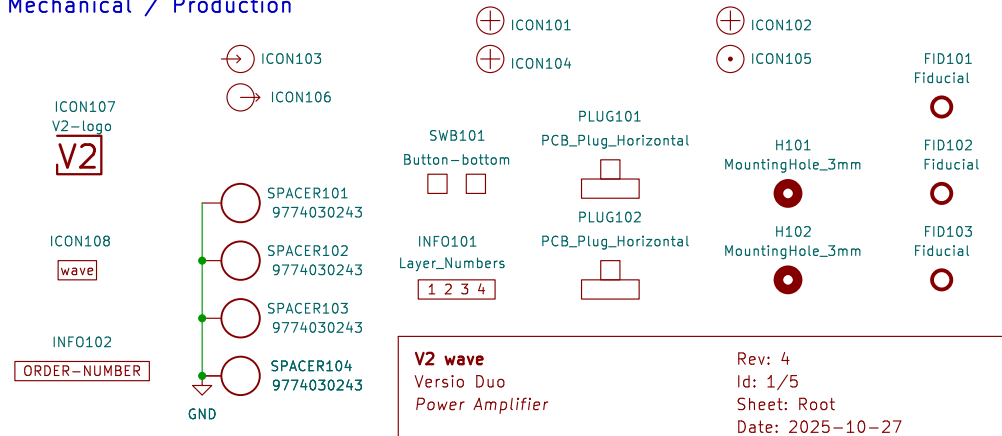 Mechanical / Production
ICON101
ICON102
ICON103
ICON104
ICON105
FID101
Fiducial
ICON106
ICON107
V2-logo
V2
PLUG101
PCB_Plug_Horizontal
SWB101
Button-bottom
H101
MountingHole_3mm
FID102
Fiducial
SPACER101
9774030243
PLUG102
PCB_Plug_Horizontal
ICON108
wave
SPACER102
9774030243
INFO101
Layer_Numbers
1 2 3 4
H102
MountingHole_3mm
FID103
Fiducial
SPACER103
9774030243
INFO102
ORDER-NUMBER
SPACER104
9774030243
GND
V2 wave
Versio Duo
Power Amplifier
Rev: 4
Id: 1/5
Sheet: Root
Date: 2025-10-27